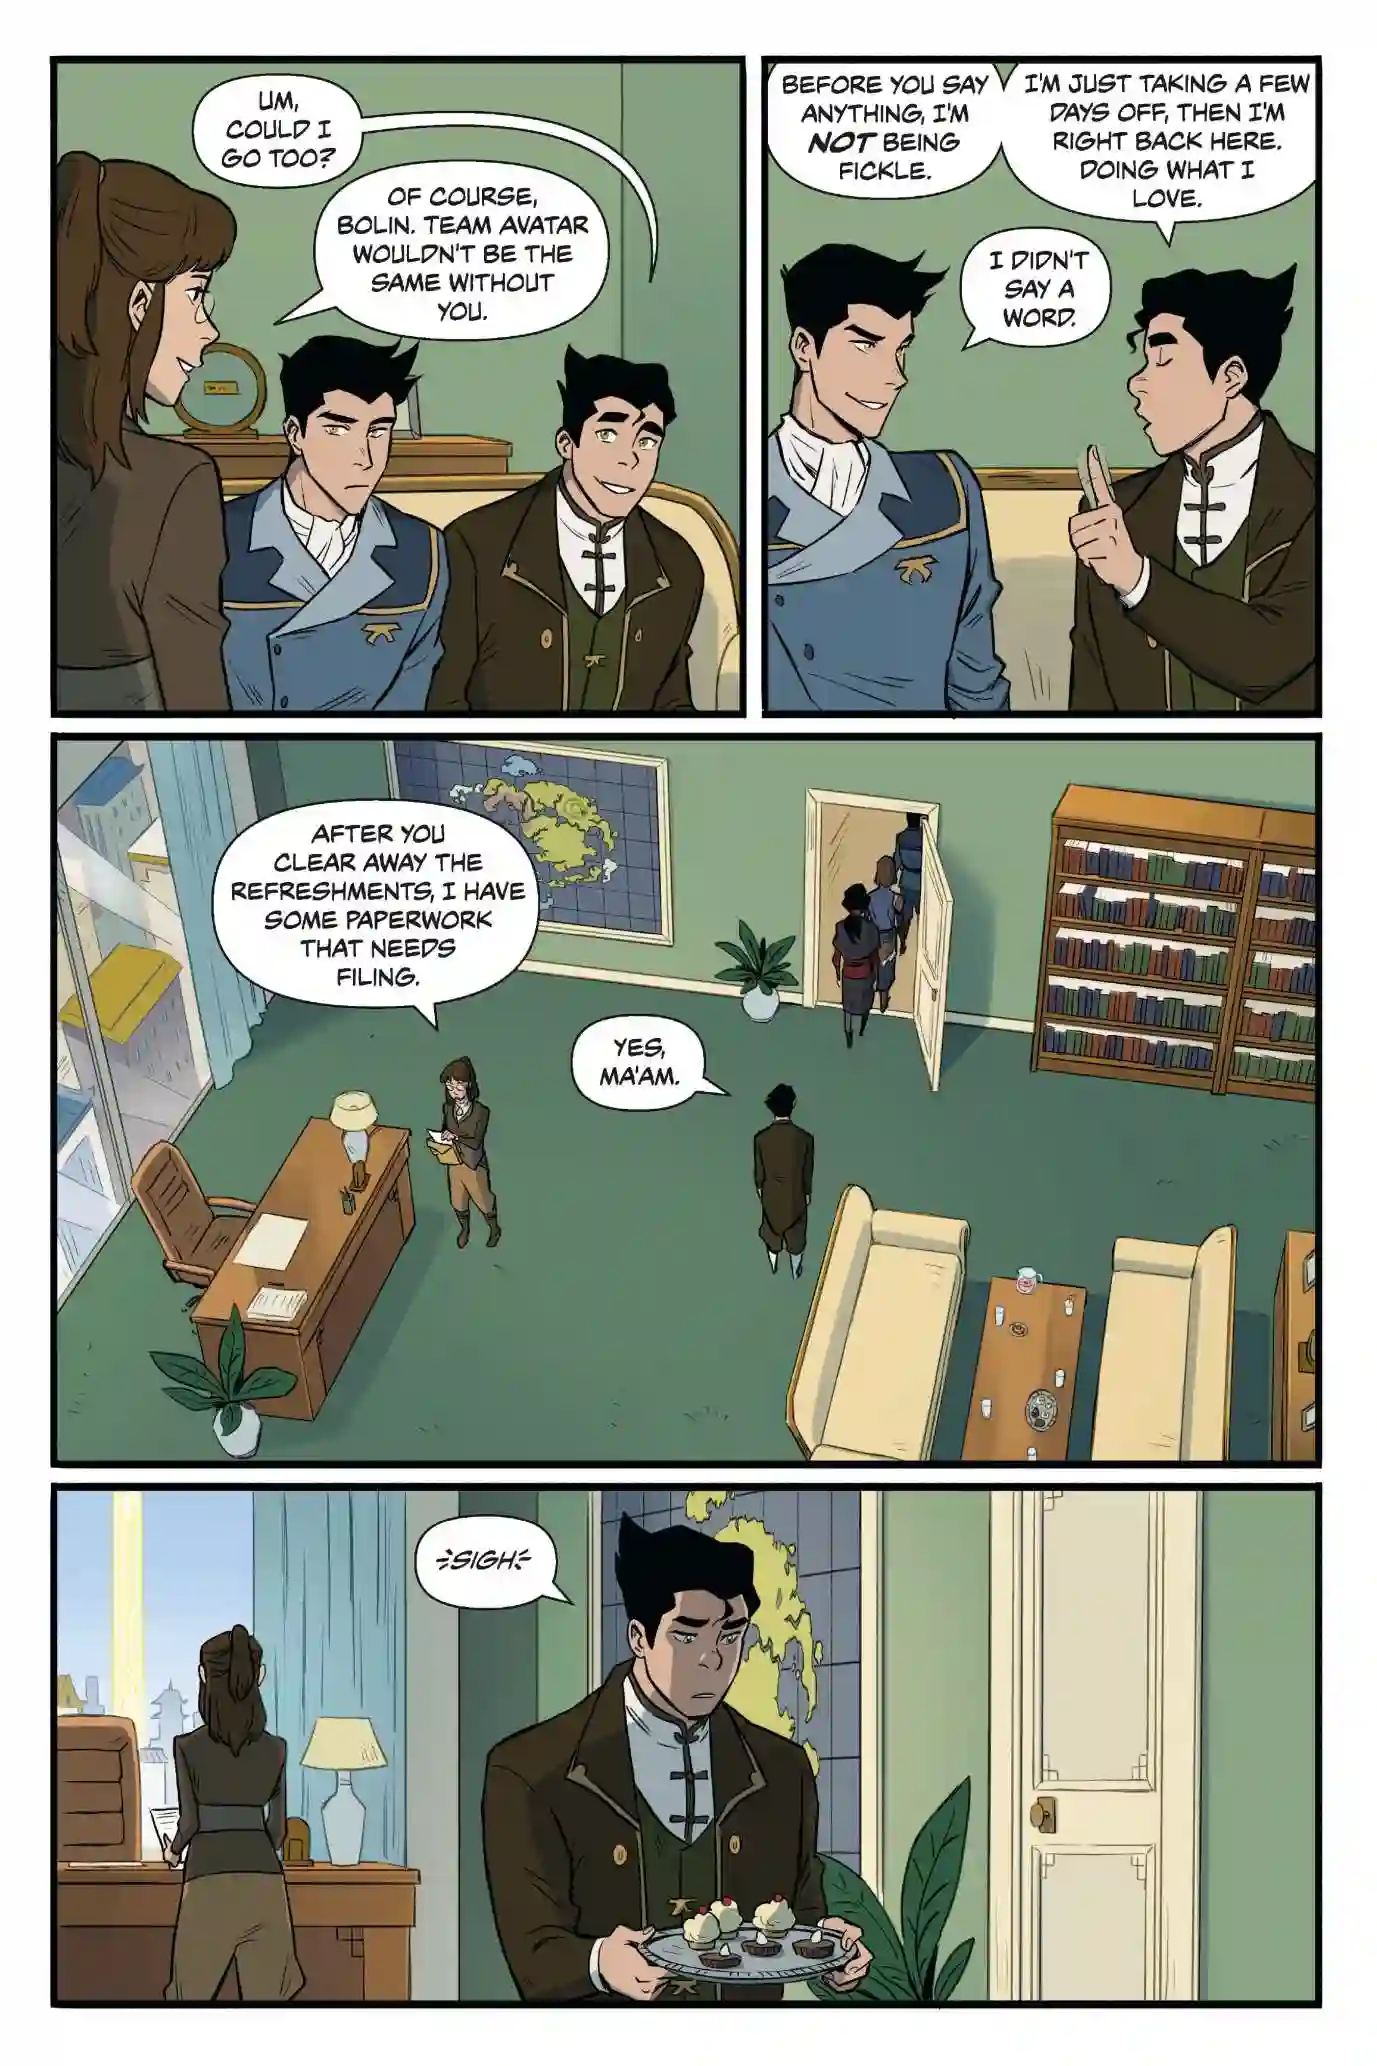 UM,
COULD I
GO TOO?
OF COURSE,
BOLIN. TEAM AVATAR
WOULDN'T BE THE
SAME WITHOUT
YOU.
BEFORE YOU SAY
ANYTHING, I'M
NOT BEING
FICKLE.
I'M JUST TAKING A FEW
DAYS OFF, THEN I'M
RIGHT BACK HERE.
DOING WHAT I
LOVE.
I DIDN'T
SAY A
WORD.
AFTER YOU
CLEAR AWAY THE
REFRESHMENTS, I HAVE
SOME PAPERWORK
THAT NEEDS
FILING.
YES,
MA'AM.
SIGH